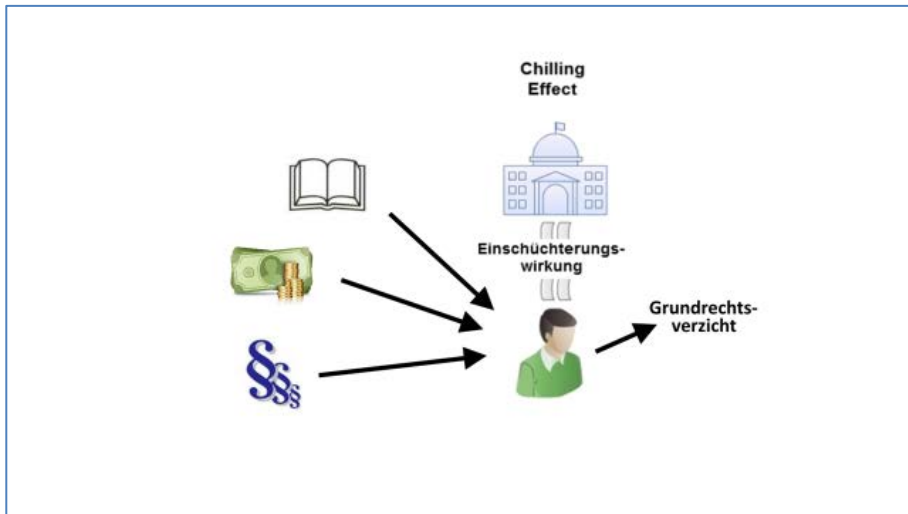 Chilling
Effect
Einschüchterungs-
wirkung
Grundrechts-
verzicht
§§§